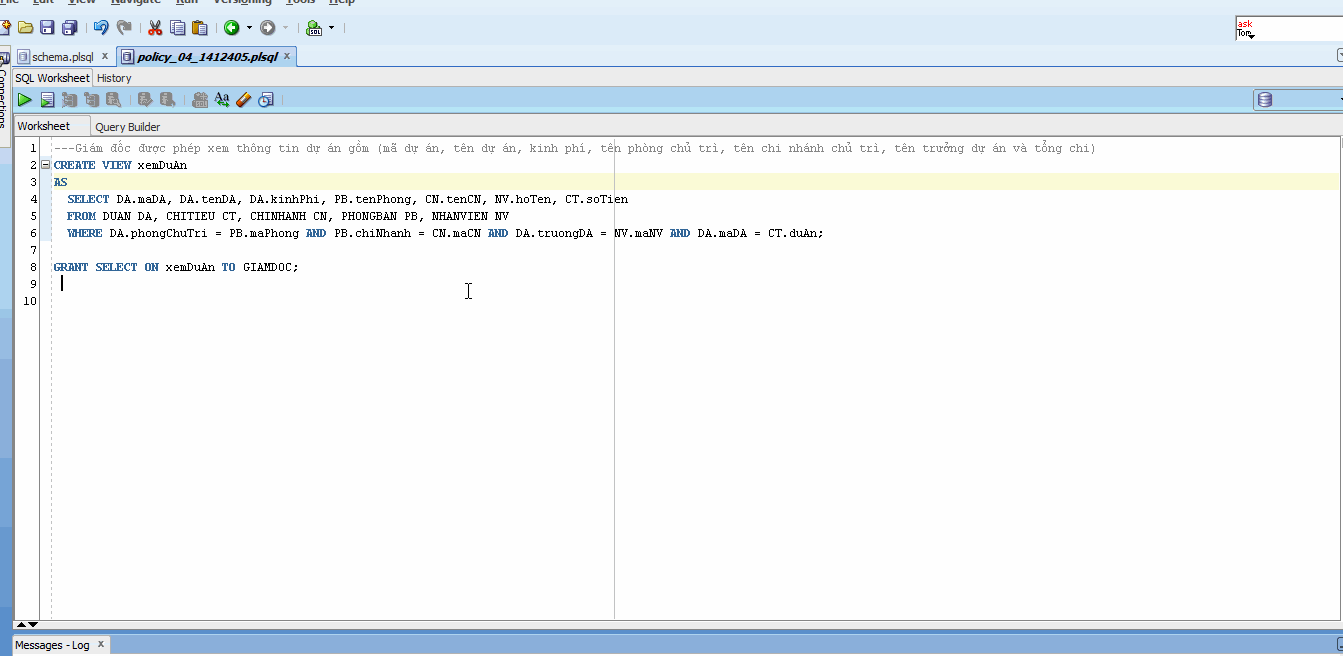 File Edit View Navigate Run Versioning Tools Help
SQL
ask
Tom
schema.plsql x policy_04_1412405.plsql x
Connections
SQL Worksheet History
Aa
Worksheet Query Builder
1 ---Giám đốc được phép xem thông tin dự án gồm (mã dự án, tên dự án, kinh phí, tên phòng chủ trì, tên chi nhánh chủ trì, tên trưởng dự án và tổng chi)
2 CREATE VIEW xemDuAn
3 AS
4 SELECT DA.maDA, DA.tenDA, DA.kinhPhi, PB.tenPhong, CN.tenCN, NV.hoTen, CT.soTien
5 FROM DUAN DA, CHITIEU CT, CHINHANH CN, PHONGBAN PB, NHANVIEN NV
6 WHERE DA.phongChuTri = PB.maPhong AND PB.chiNhanh = CN.maCN AND DA.truongDA = NV.maNV AND DA.maDA = CT.duAn;
7
8 GRANT SELECT ON xemDuAn TO GIAMDOC;
9
10
Messages - Log x